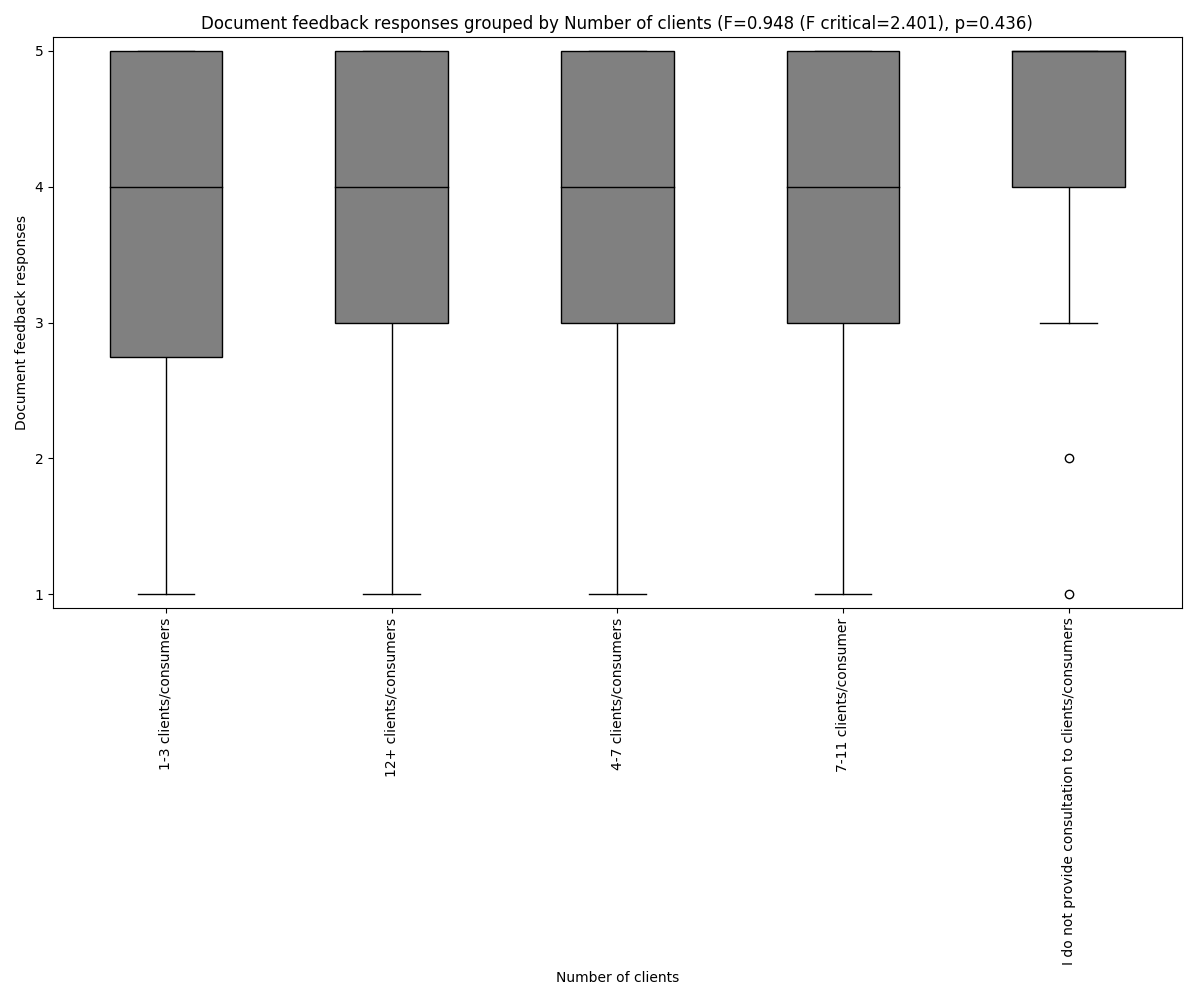 Document feedback responses grouped by Number of clients (F=0.948 (F critical=2.401), p=0.436)
Document feedback responses
5
4
3
2
1
1-3 clients/consumers
12+ clients/consumers
4-7 clients/consumers
7-11 clients/consumer
I do not provide consultation to clients/consumers
Number of clients